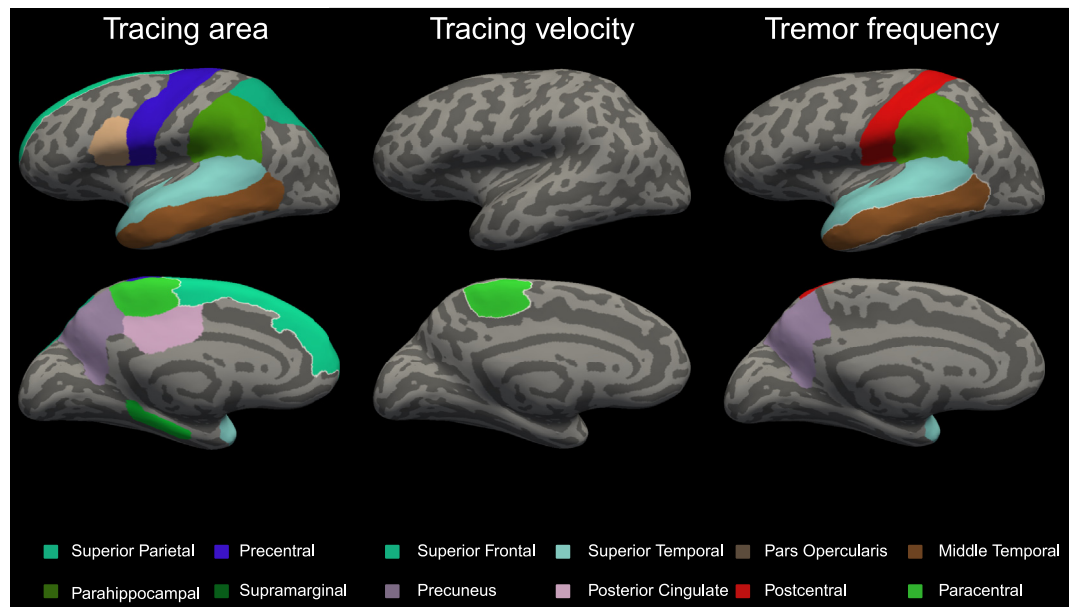 Tracing area Tracing velocity Tremor frequency
Superior Parietal Precentral Superior Frontal Superior Temporal Pars Opercularis Middle Temporal
Parahippocampal Supramarginal Precuneus Posterior Cingulate Postcentral Paracentral